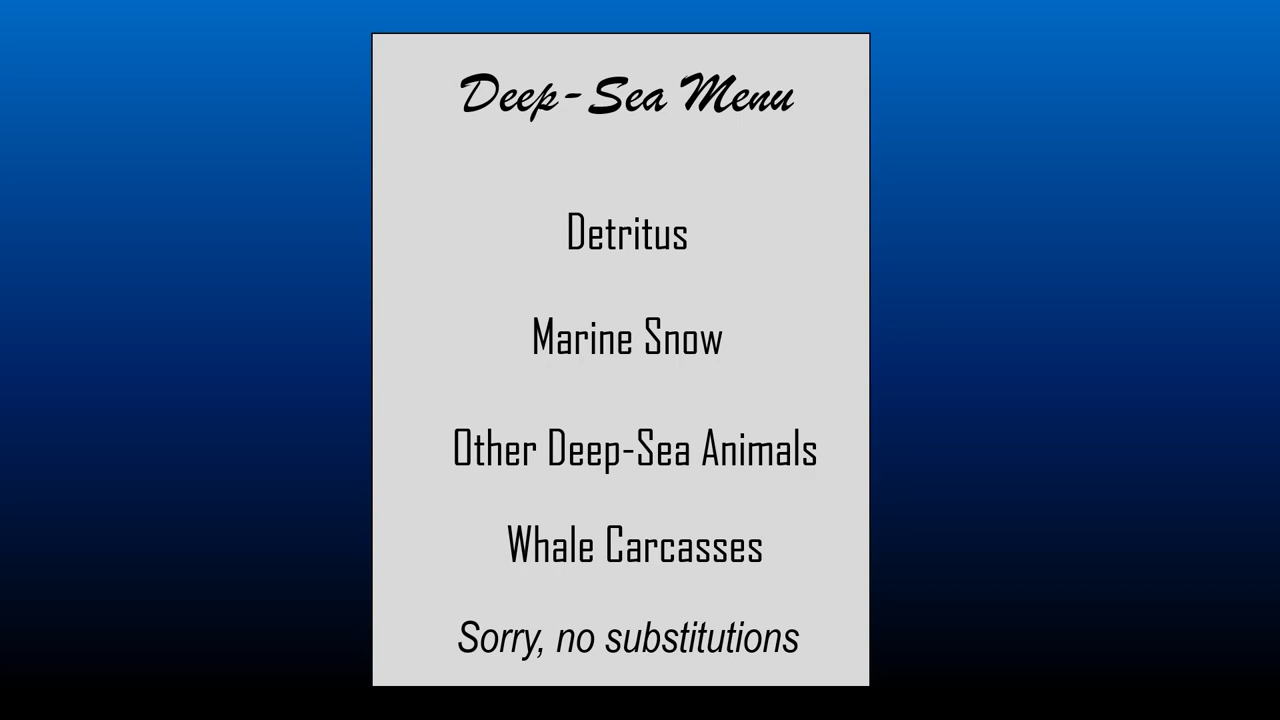 Deep-Sea Menu
Detritus
Marine Snow
Other Deep-Sea Animals
Whale Carcasses
Sorry, no substitutions